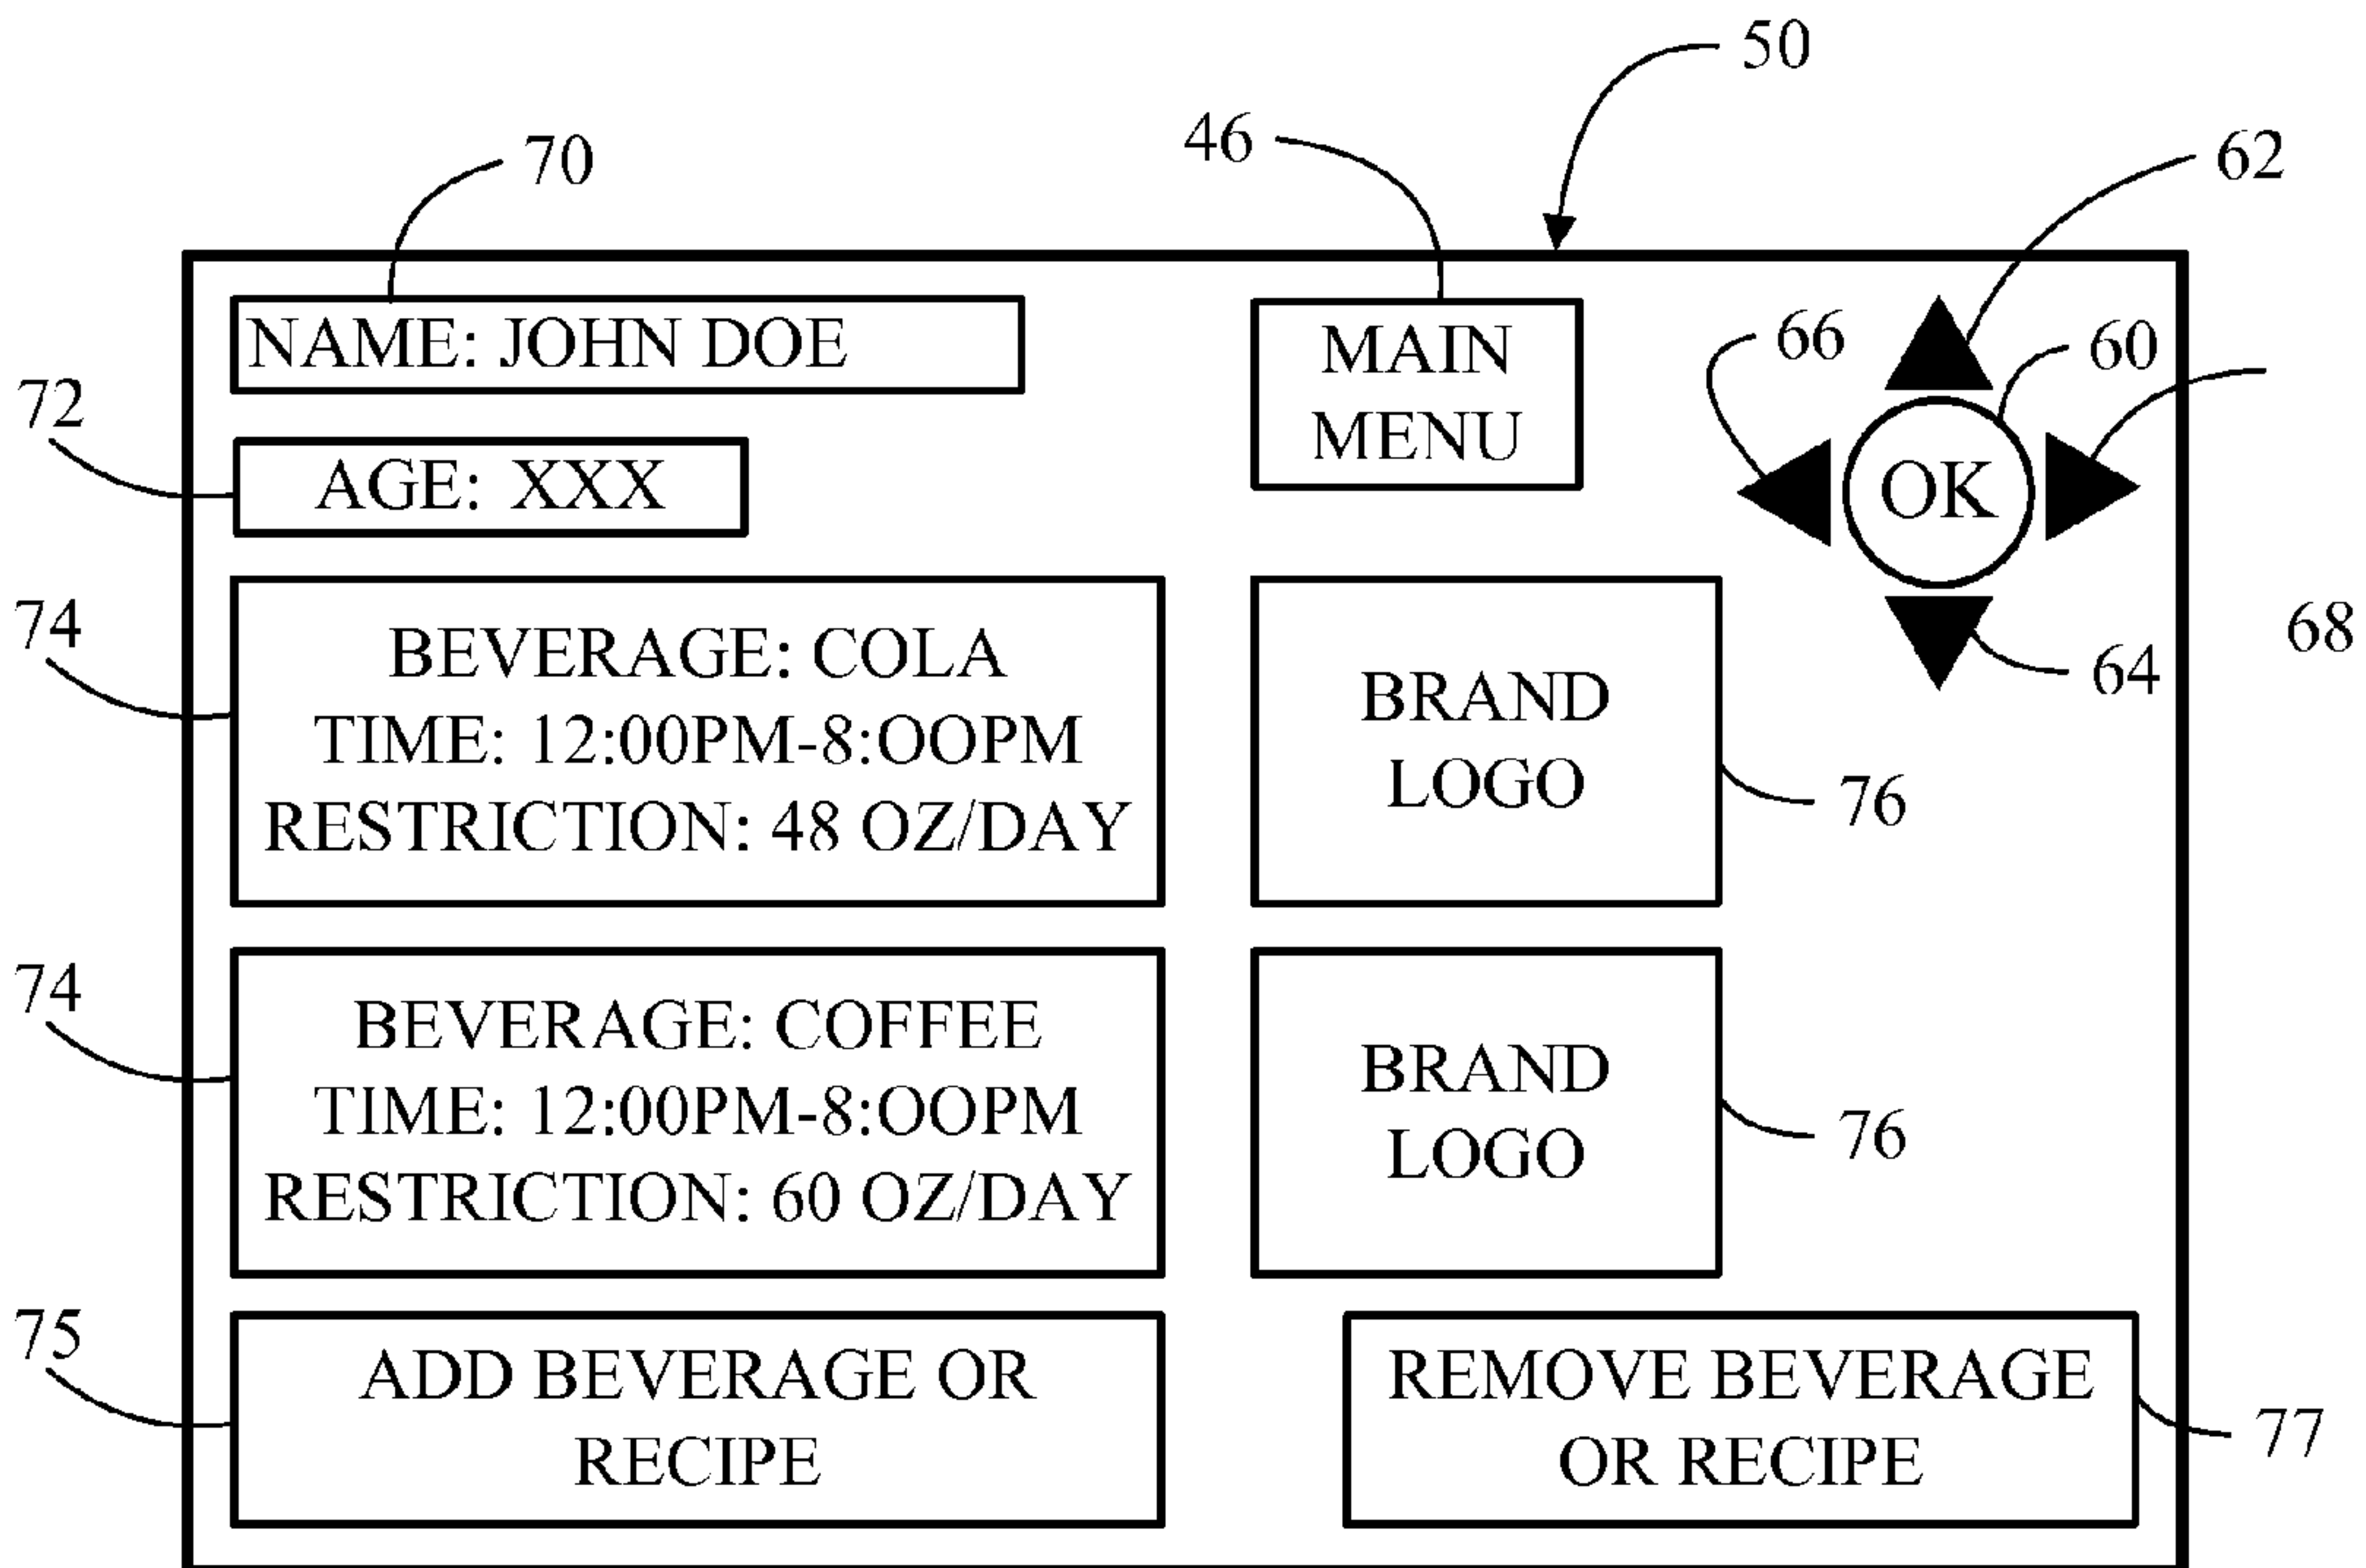 50
46
70
62
NAME: JOHN DOE
MAIN
MENU
66
60
72
AGE: XXX
OK
74
BEVERAGE: COLA
TIME: 12:00PM-8:OOPM
RESTRICTION: 48 OZ/DAY
BRAND
LOGO
68
64
76
74
BEVERAGE: COFFEE
TIME: 12:00PM-8:OOPM
RESTRICTION: 60 OZ/DAY
BRAND
LOGO
76
75
ADD BEVERAGE OR
RECIPE
REMOVE BEVERAGE
OR RECIPE
77